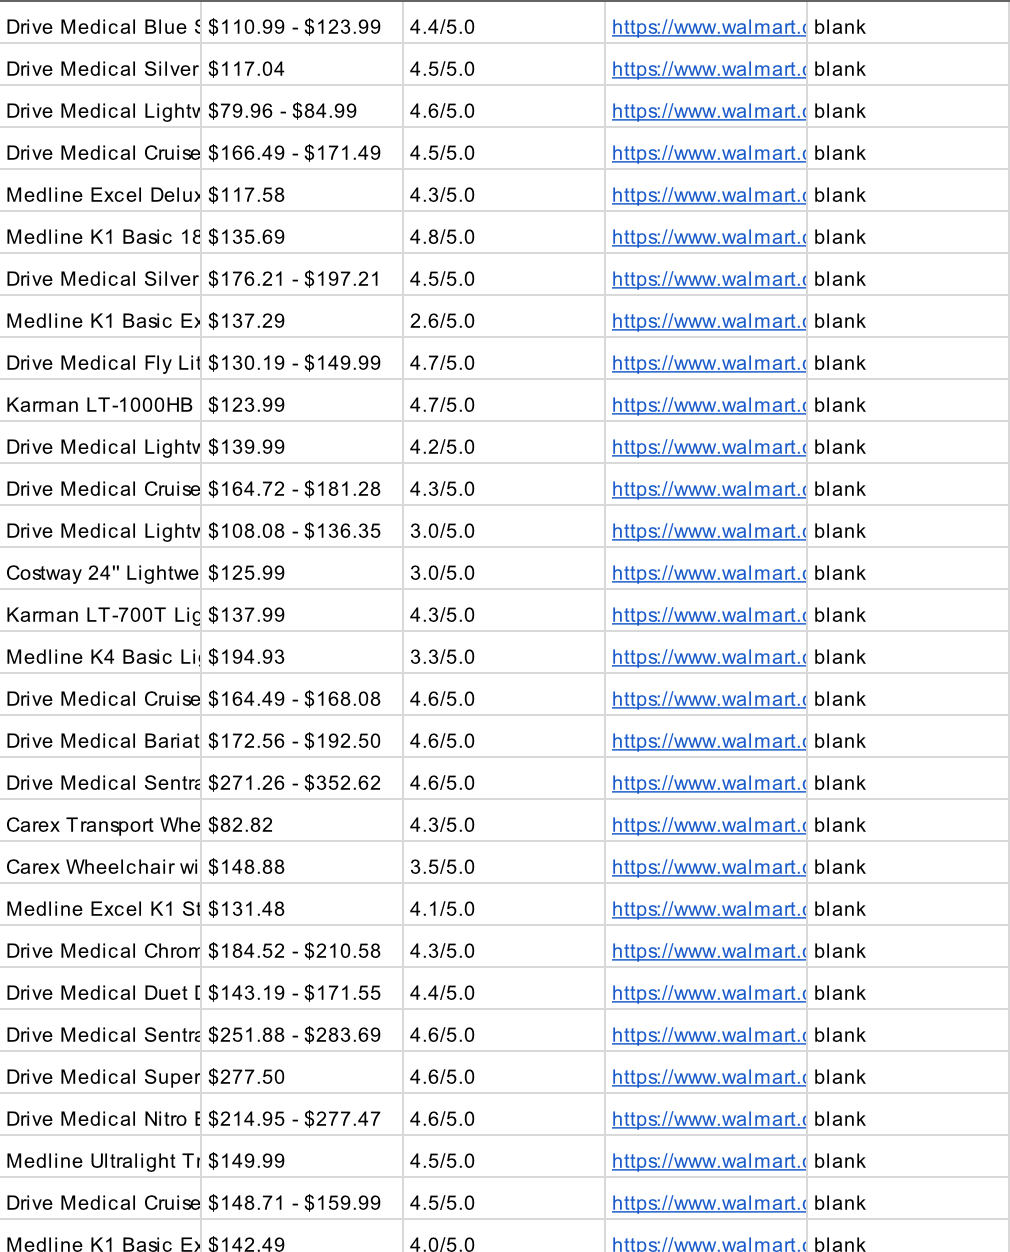 Drive Medical Blue S $110.99 - $123.99 4.4/5.0 https://www.walmart.c blank
Drive Medical Silver $117.04 4.5/5.0 https://www.walmart.c blank
Drive Medical Lightw $79.96 - $84.99 4.6/5.0 https://www.walmart.c blank
Drive Medical Cruise $166.49 - $171.49 4.5/5.0 https://www.walmart.c blank
Medline Excel Delux $117.58 4.3/5.0 https://www.walmart.c blank
Medline K1 Basic 18 $135.69 4.8/5.0 https://www.walmart.c blank
Drive Medical Silver $176.21 - $197.21 4.5/5.0 https://www.walmart.c blank
Medline K1 Basic Ex $137.29 2.6/5.0 https://www.walmart.c blank
Drive Medical Fly Lit $130.19 - $149.99 4.7/5.0 https://www.walmart.c blank
Karman LT-1000HB $123.99 4.7/5.0 https://www.walmart.c blank
Drive Medical Lightw $139.99 4.2/5.0 https://www.walmart.c blank
Drive Medical Cruise $164.72 - $181.28 4.3/5.0 https://www.walmart.c blank
Drive Medical Lightw $108.08 - $136.35 3.0/5.0 https://www.walmart.c blank
Costway 24" Lightwe $125.99 3.0/5.0 https://www.walmart.c blank
Karman LT-700T Lig $137.99 4.3/5.0 https://www.walmart.c blank
Medline K4 Basic Lig $194.93 3.3/5.0 https://www.walmart.c blank
Drive Medical Cruise $164.49 - $168.08 4.6/5.0 https://www.walmart.c blank
Drive Medical Bariat $172.56 - $192.50 4.6/5.0 https://www.walmart.c blank
Drive Medical Sentra $271.26 - $352.62 4.6/5.0 https://www.walmart.c blank
Carex Transport Whe $82.82 4.3/5.0 https://www.walmart.c blank
Carex Wheelchair wi $148.88 3.5/5.0 https://www.walmart.c blank
Medline Excel K1 St $131.48 4.1/5.0 https://www.walmart.c blank
Drive Medical Chrom $184.52 - $210.58 4.3/5.0 https://www.walmart.c blank
Drive Medical Duet D $143.19 - $171.55 4.4/5.0 https://www.walmart.c blank
Drive Medical Sentra $251.88 - $283.69 4.6/5.0 https://www.walmart.c blank
Drive Medical Super $277.50 4.6/5.0 https://www.walmart.c blank
Drive Medical Nitro E $214.95 - $277.47 4.6/5.0 https://www.walmart.c blank
Medline Ultralight Tr $149.99 4.5/5.0 https://www.walmart.c blank
Drive Medical Cruise $148.71 - $159.99 4.5/5.0 https://www.walmart.c blank
Medline K1 Basic Ex $142.49 4.0/5.0 https://www.walmart.c blank